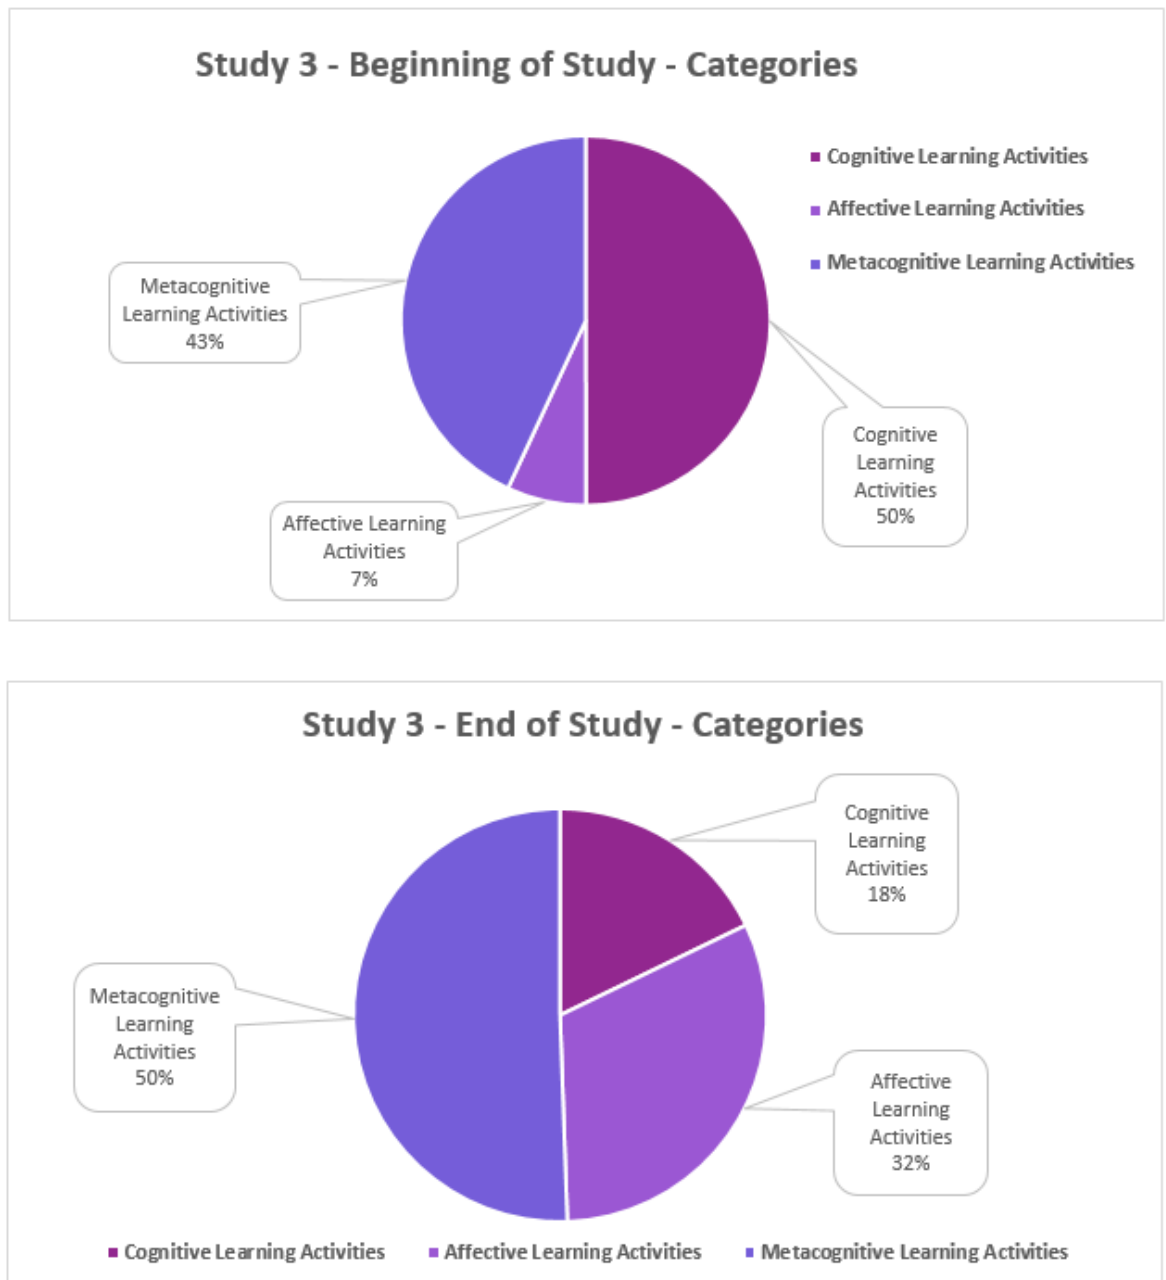 Study 3 - Beginning of Study - Categories
Cognitive Learning Activities
Affective Learning Activities
Metacognitive Learning Activities
Metacognitive
Learning Activities
43%
Cognitive
Learning
Activities
50%
Affective Learning
Activities
7%
Study 3 - End of Study - Categories
Cognitive
Learning
Activities
18%
Metacognitive
Learning
Activities
50%
Affective
Learning
Activities
32%
Cognitive Learning Activities Affective Learning Activities Metacognitive Learning Activities